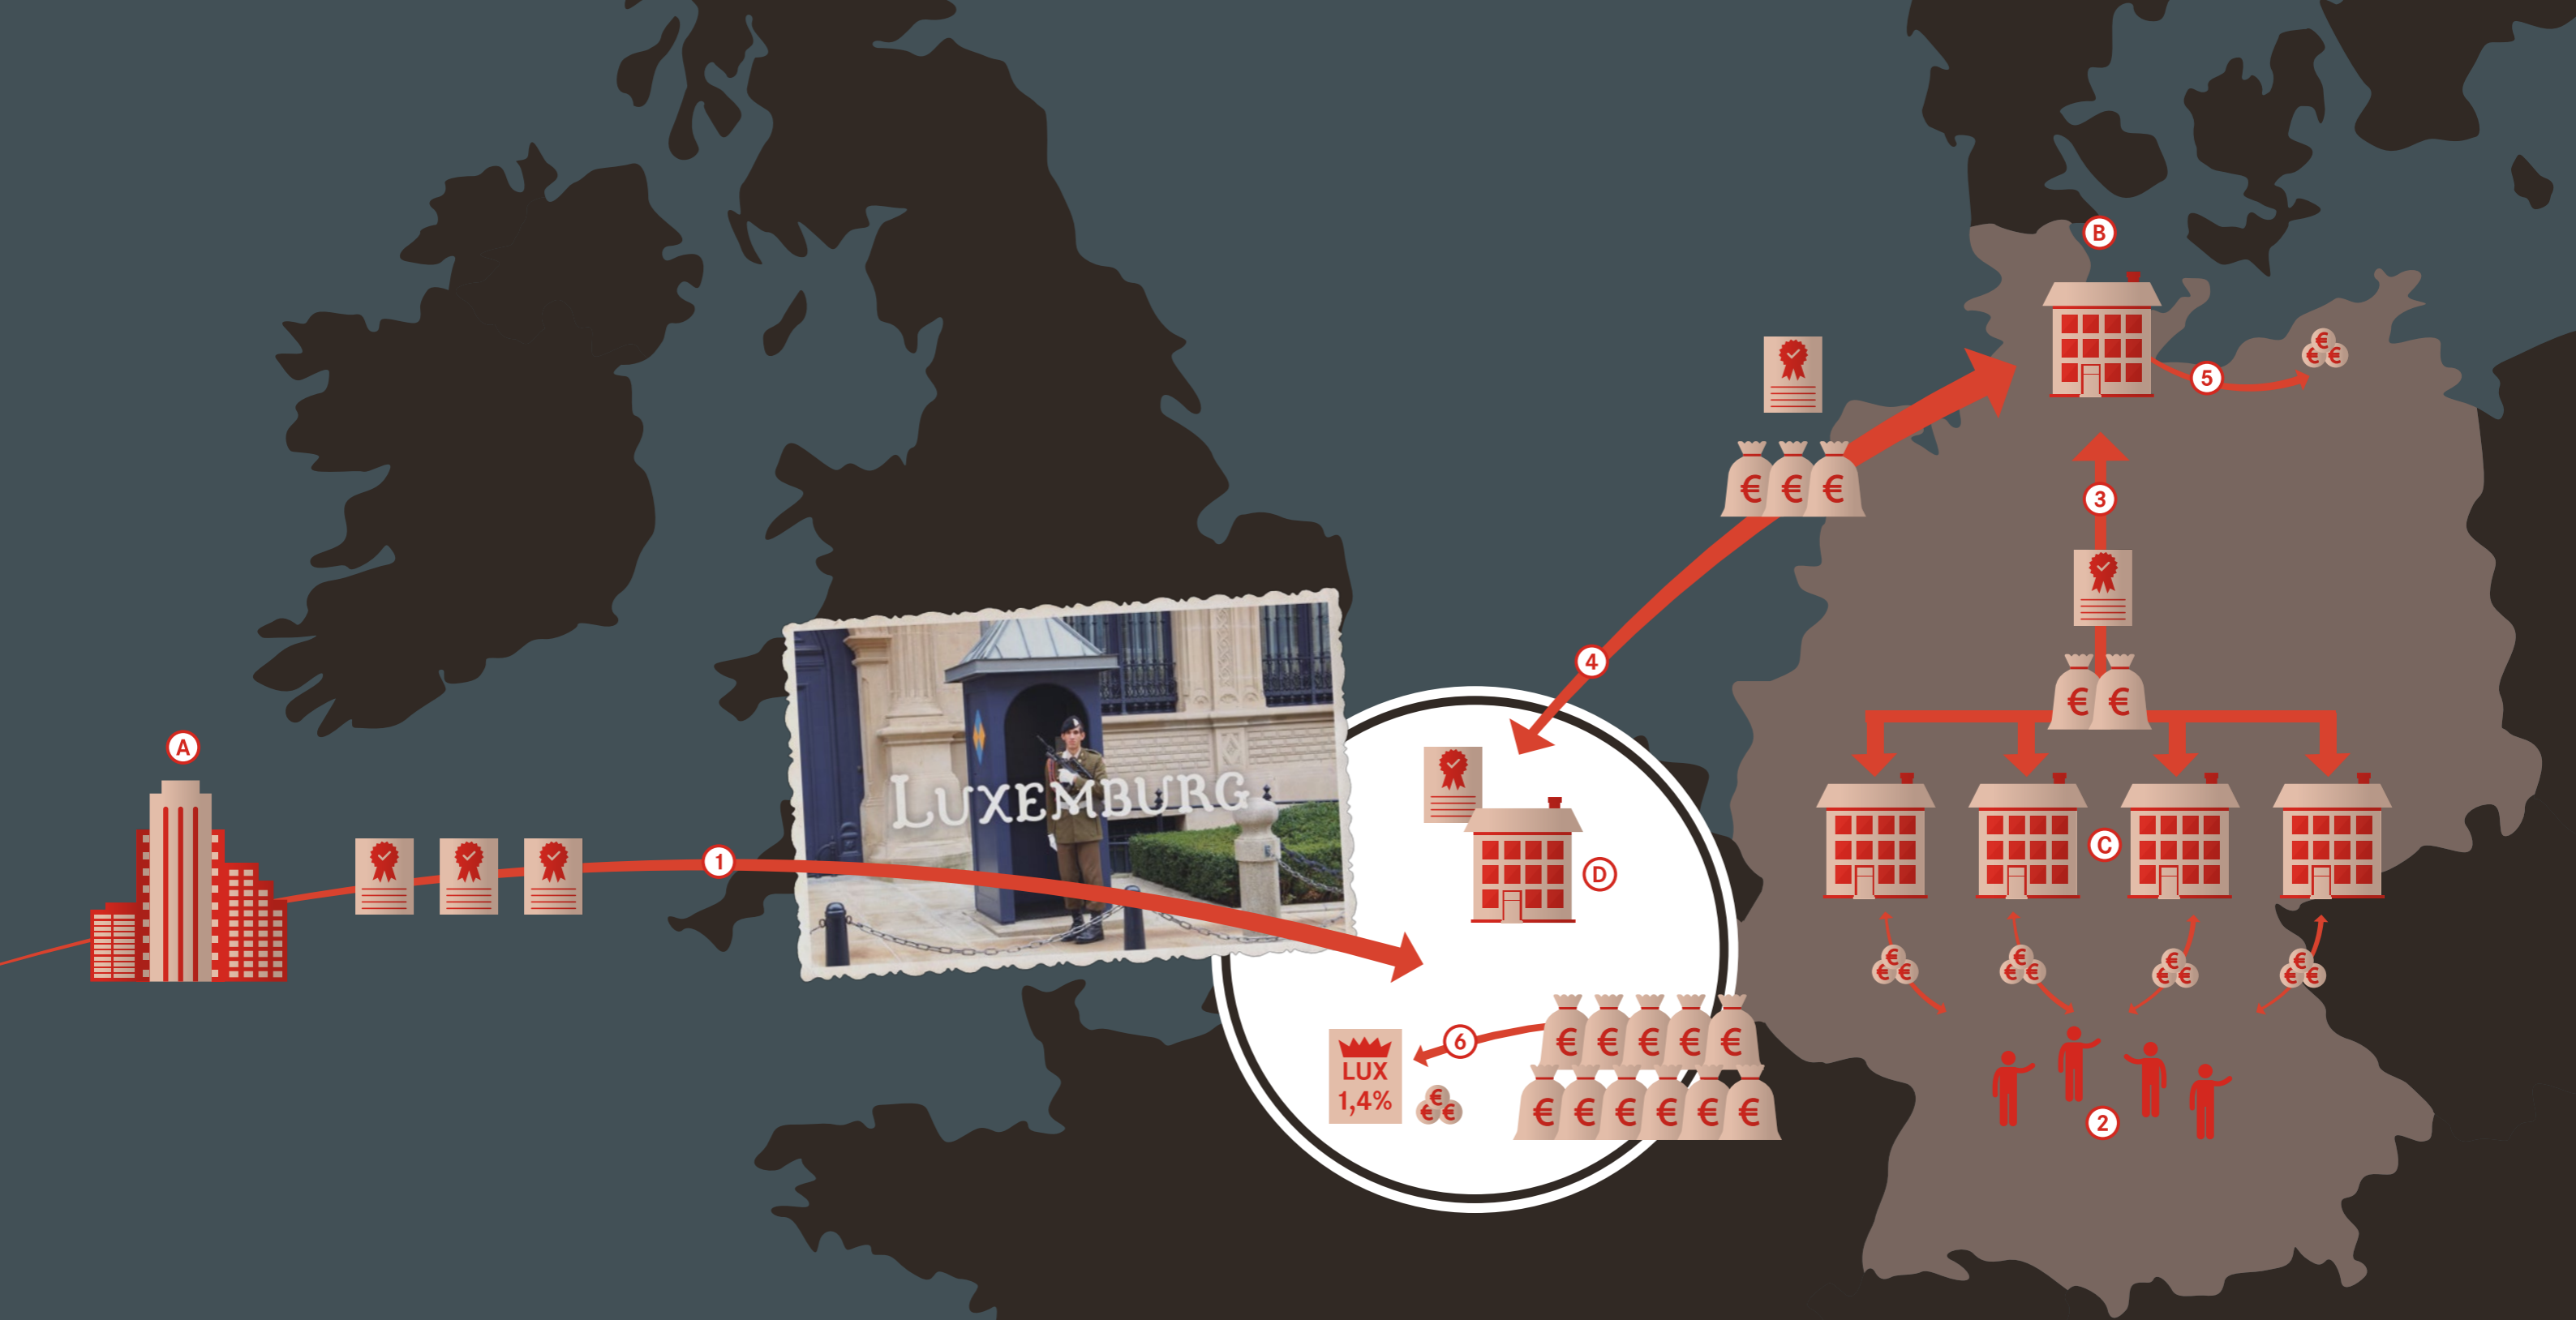 A
1
LUXEMBURG
B
5
€
€ €
€ € €
3
4
€ €
C
D
€
€ €
€
€ €
€
€ €
€
€ €
6
LUX
1,4%
€
€ €
€ € € € €
€ € € € € €
2